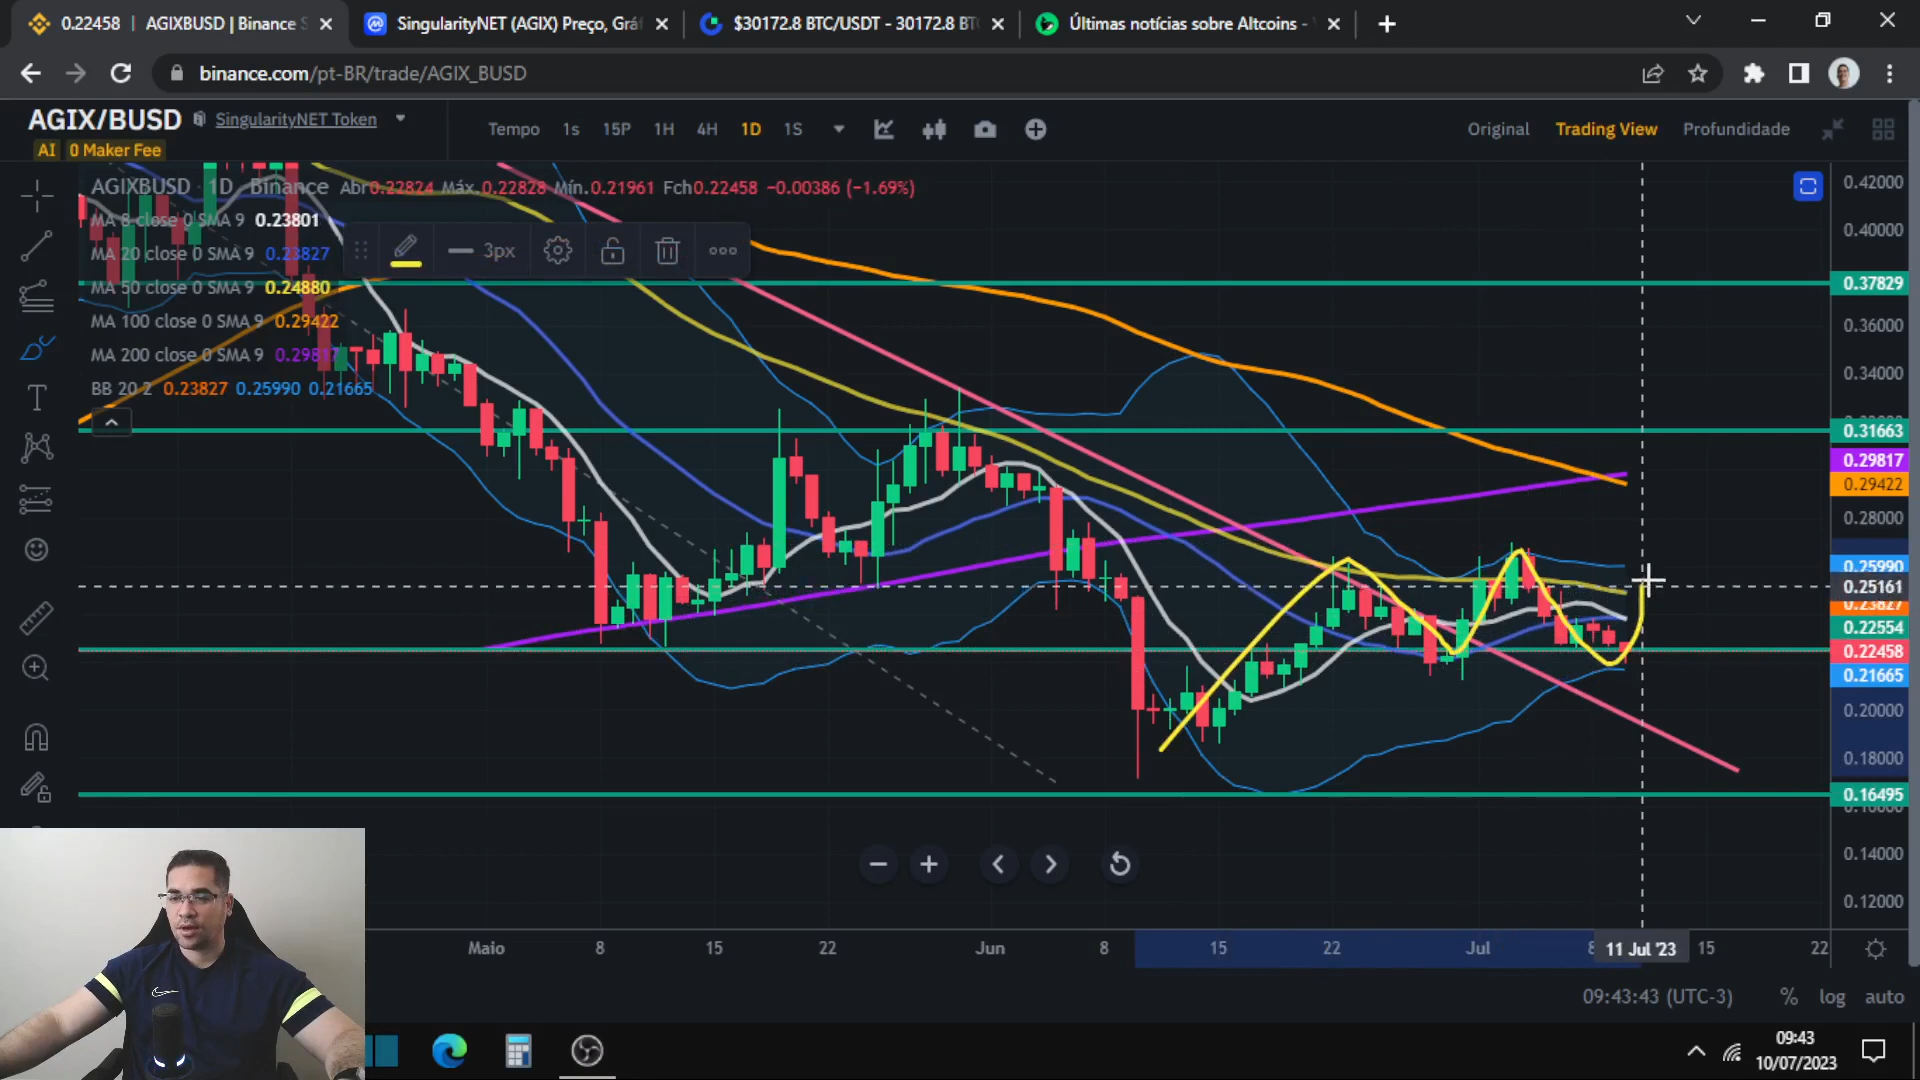 0.22458 | AGIXBUSD | Binance S
SingularityNET (AGIX) Preço, Grá
$30172.8 BTC/USDT - 30172.8 BT
Últimas notícias sobre Altcoins -
binance.com/pt-BR/trade/AGIX_BUSD
AGIX/BUSD
SingularityNET Token
AI 0 Maker Fee
Tempo 1s 15P 1H 4H 1D 1S
Original Trading View Profundidade
AGIXBUSD · 1D · Binance Abr0.22824 Máx.0.22828 Mín.0.21961 Fch0.22458 −0.00386 (−1.69%)
MA 8 close 0 SMA 9 0.23801
MA 20 close 0 SMA 9 0.23827
MA 50 close 0 SMA 9 0.24880
MA 100 close 0 SMA 9 0.29422
MA 200 close 0 SMA 9 0.29817
BB 20 2 0.23827 0.25990 0.21665
3px
0.42000
0.40000
0.37829
0.36000
0.34000
0.31663
0.29817
0.29422
0.28000
0.25990
0.25161
0.23827
0.22554
0.22458
0.21665
0.20000
0.18000
0.16495
0.14000
0.12000
Maio 8 15 22 Jun 8 15 22 Jul 8 11 Jul '23 15 22
09:43:43 (UTC-3) % log auto
09:43
10/07/2023